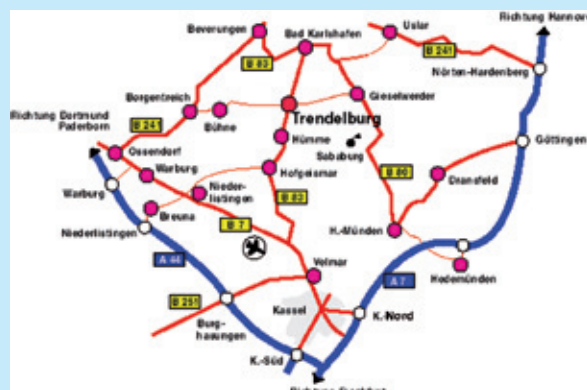 Richtung Hannover
Uslar
Beverungen
Bad Karlshafen
B 241
B 83
Nörten-Hardenberg
Borgentreich
Gieselwerder
Richtung Dortmund
Paderborn
B 241
Bühne
Trendelburg
Göttingen
Ossendorf
Hümme
Sababurg
Warburg
Hofgeismar
B 80
Dransfeld
Warburg
Nieder-
listingen
B 83
Breuna
Niederlistingen
B 7
H.-Münden
A 44
Velmar
A 7
Hedemünden
B 251
Kassel
K.-Nord
Burg-
hasungen
K.-Süd